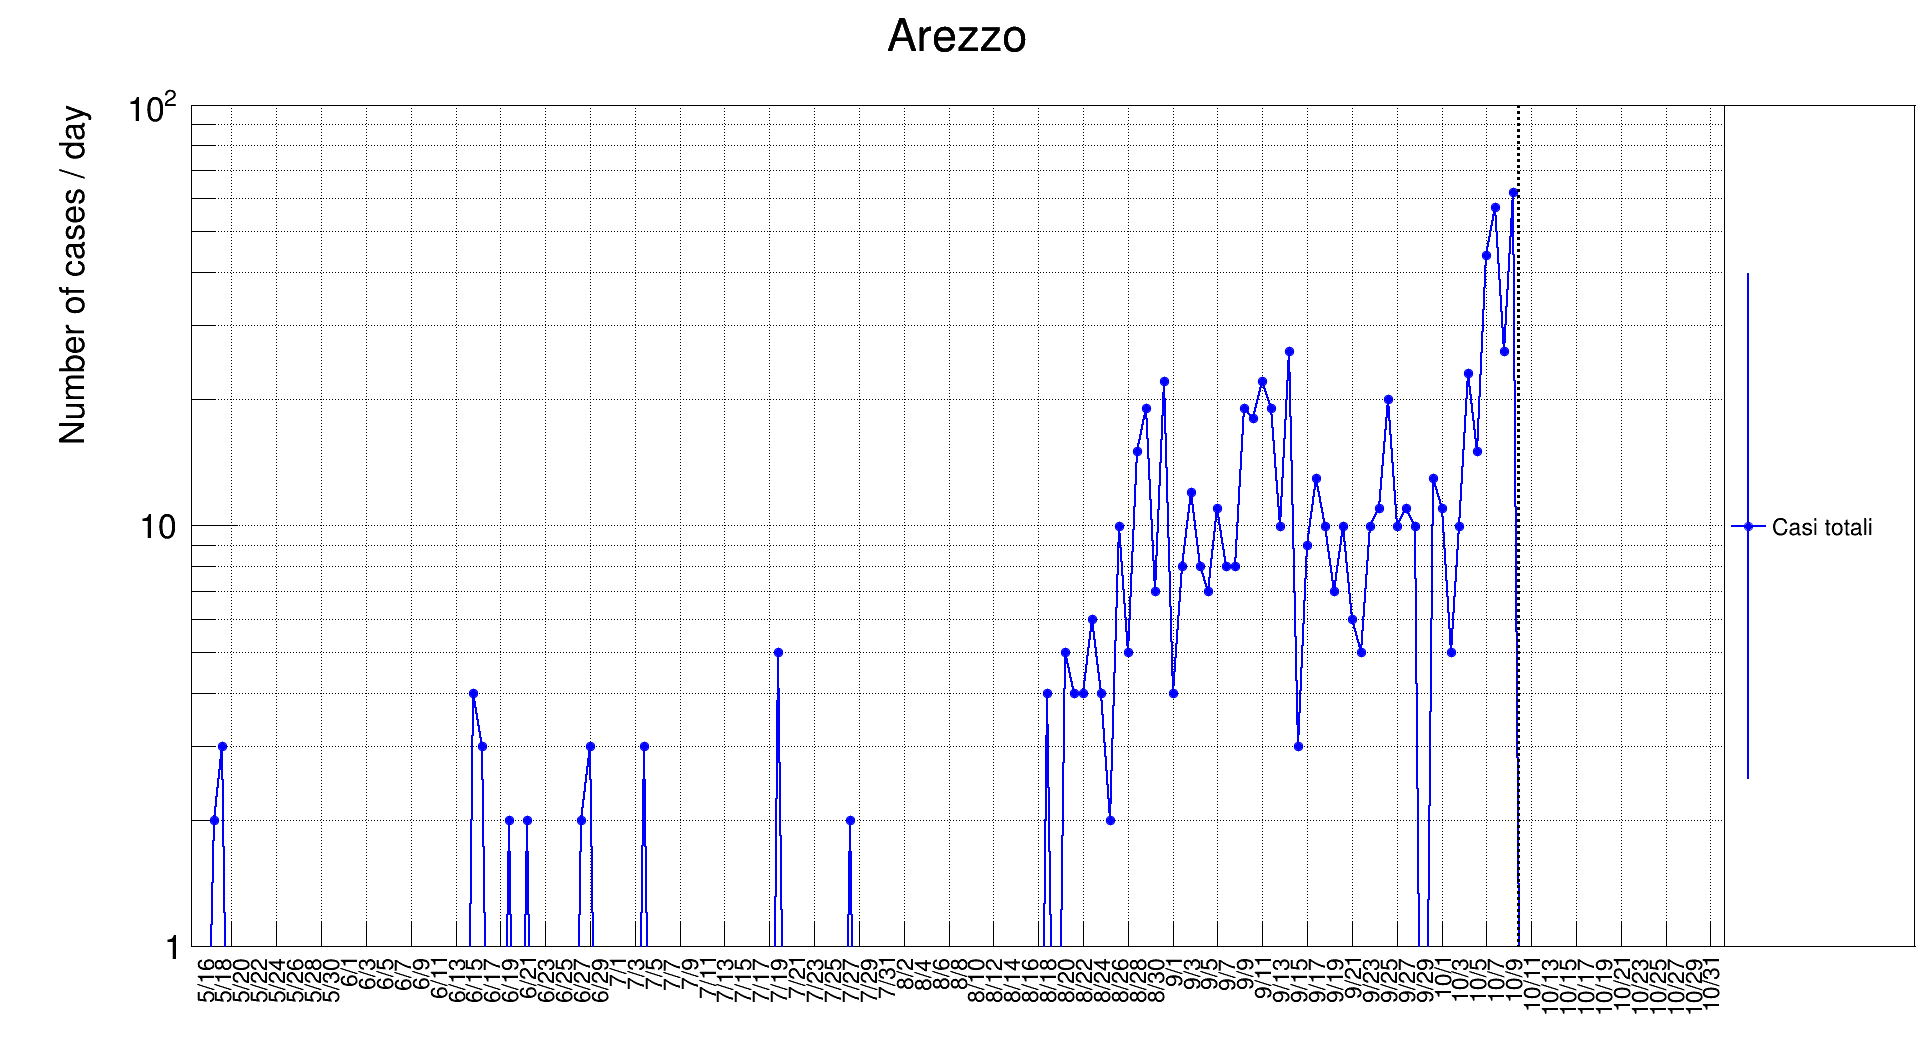 Arezzo
Number of cases / day
10²
10
1
5/16 5/18 5/20 5/22 5/24 5/26 5/28 5/30 6/1 6/3 6/5 6/7 6/9 6/11 6/13 6/15 6/17 6/19 6/21 6/23 6/25 6/27 6/29 7/1 7/3 7/5 7/7 7/9 7/11 7/13 7/15 7/17 7/19 7/21 7/23 7/25 7/27 7/29 7/31 8/2 8/4 8/6 8/8 8/10 8/12 8/14 8/16 8/18 8/20 8/22 8/24 8/26 8/28 8/30 9/1 9/3 9/5 9/7 9/9 9/11 9/13 9/15 9/17 9/19 9/21 9/23 9/25 9/27 9/29 10/1 10/3 10/5 10/7 10/9 10/11 10/13 10/15 10/17 10/19 10/21 10/23 10/25 10/27 10/29 10/31
Casi totali